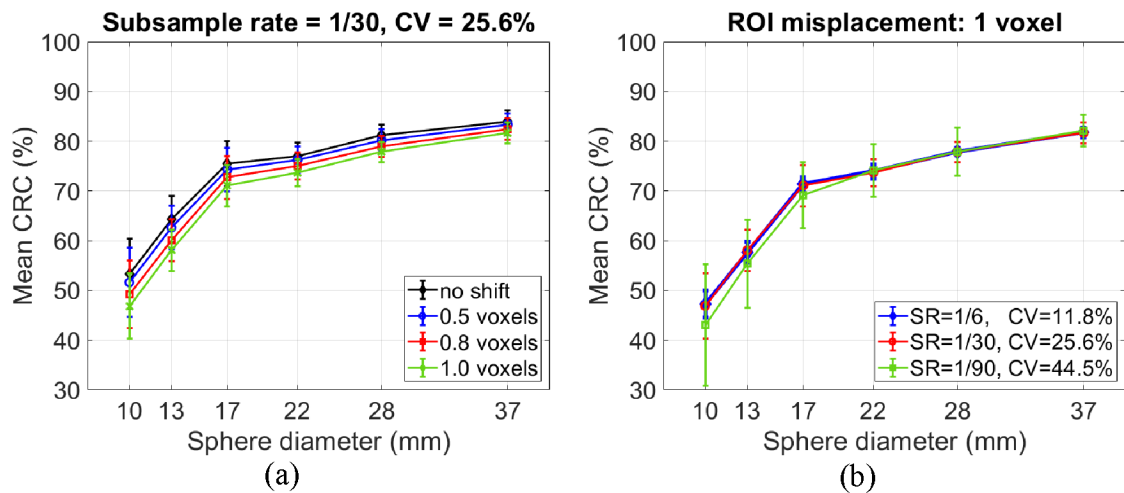 Subsample rate = 1/30, CV = 25.6%
Mean CRC (%)
100
90
80
70
60
50
40
30
no shift
0.5 voxels
0.8 voxels
1.0 voxels
10 13 17 22 28 37
Sphere diameter (mm)
(a)
ROI misplacement: 1 voxel
Mean CRC (%)
100
90
80
70
60
50
40
30
SR=1/6, CV=11.8%
SR=1/30, CV=25.6%
SR=1/90, CV=44.5%
10 13 17 22 28 37
Sphere diameter (mm)
(b)